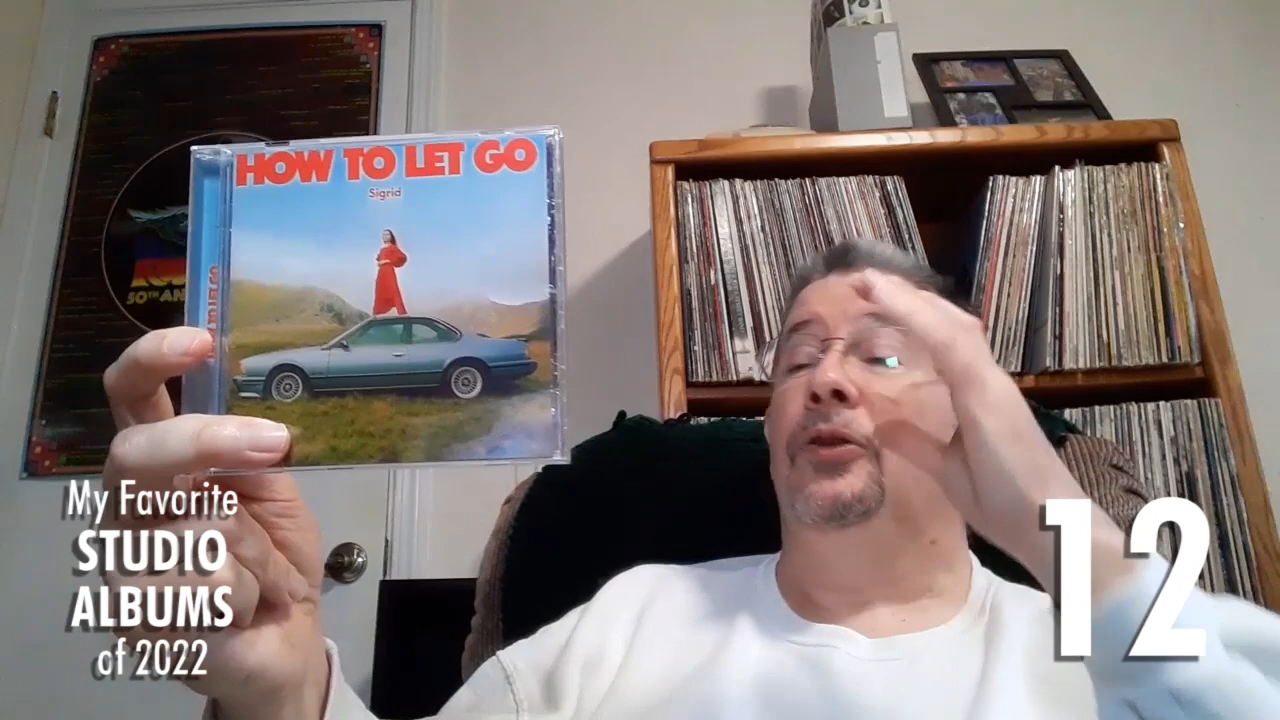 HOW TO LET GO
Sigrid
50TH AN
My Favorite
STUDIO
ALBUMS
of 2022
12